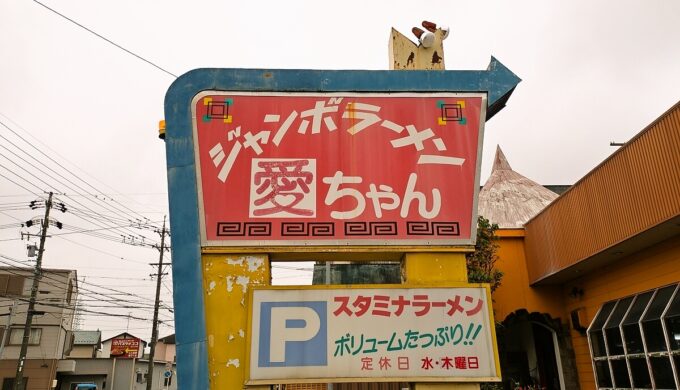 ジャンボラーメン
愛ちゃん
P
スタミナラーメン
ボリュームたっぷり!!
定休日 水・木曜日